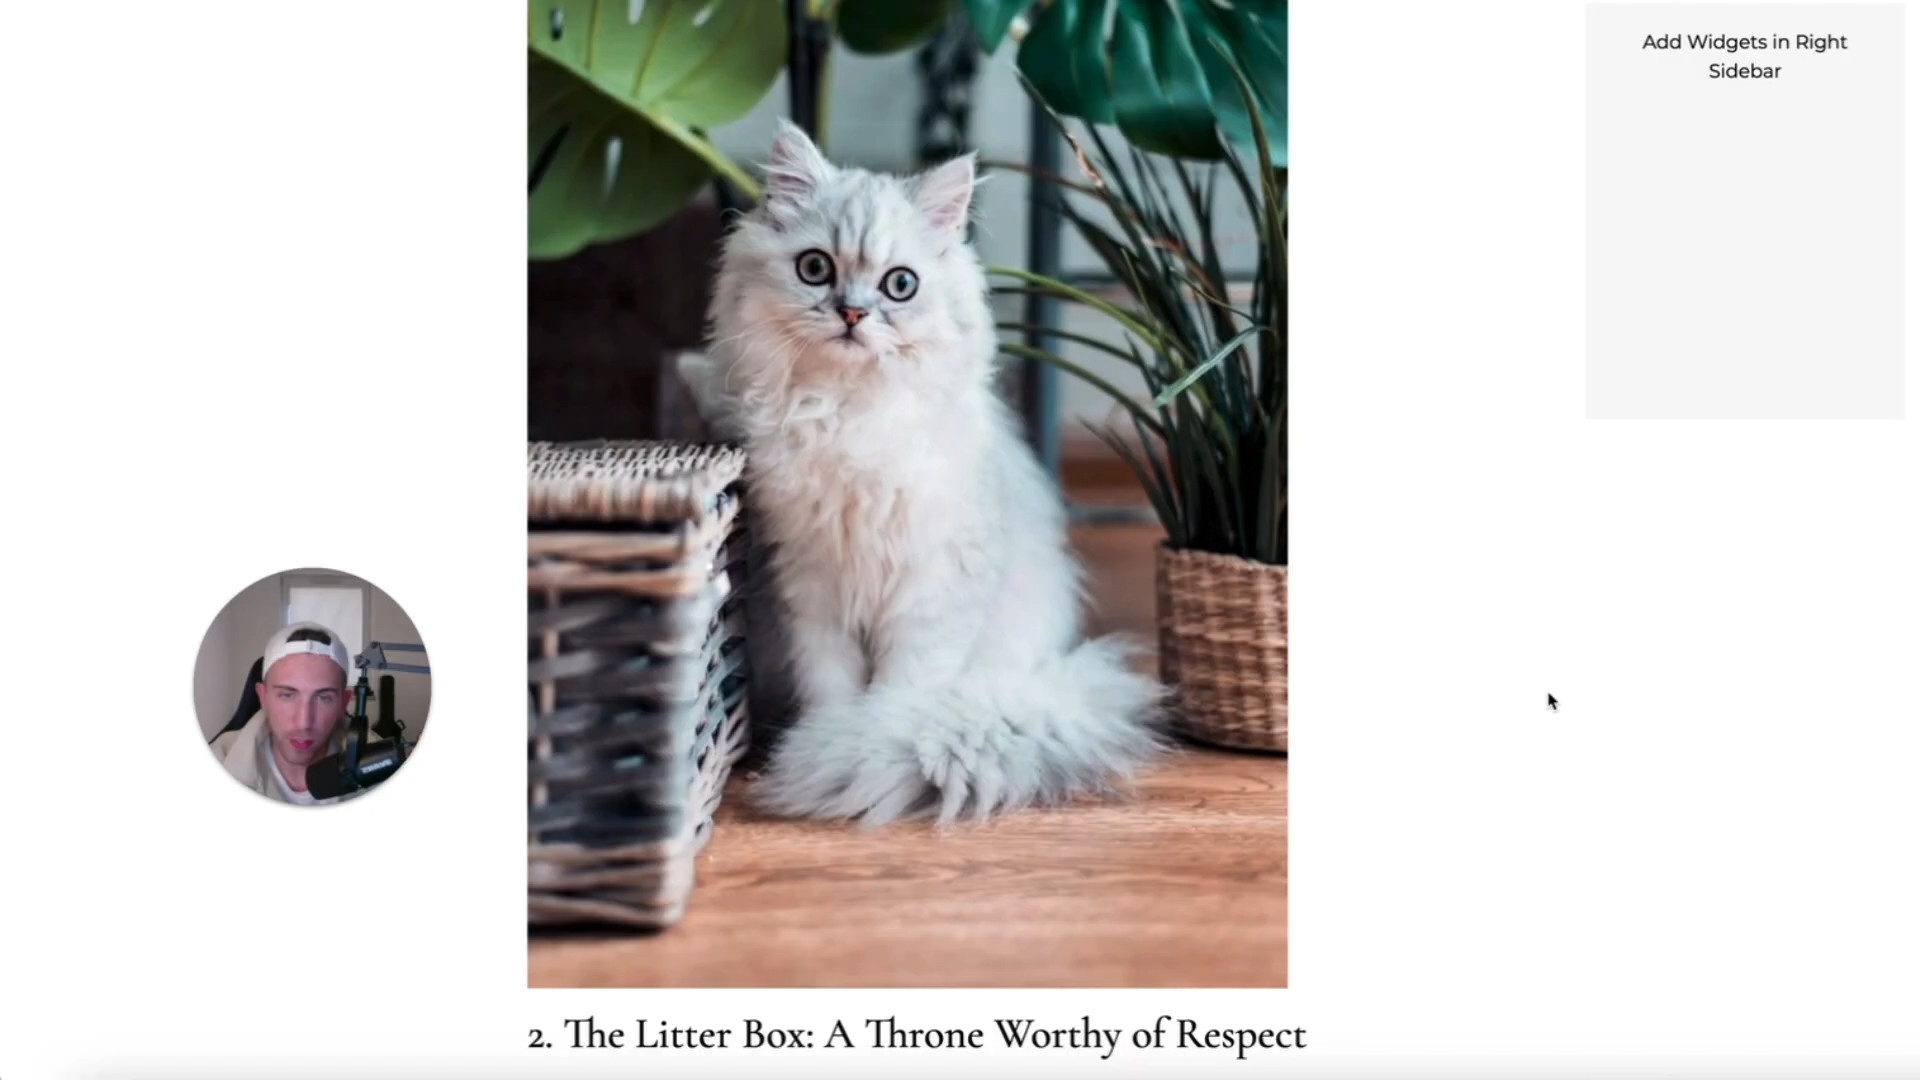 Add Widgets in Right
Sidebar
2. The Litter Box: A Throne Worthy of Respect